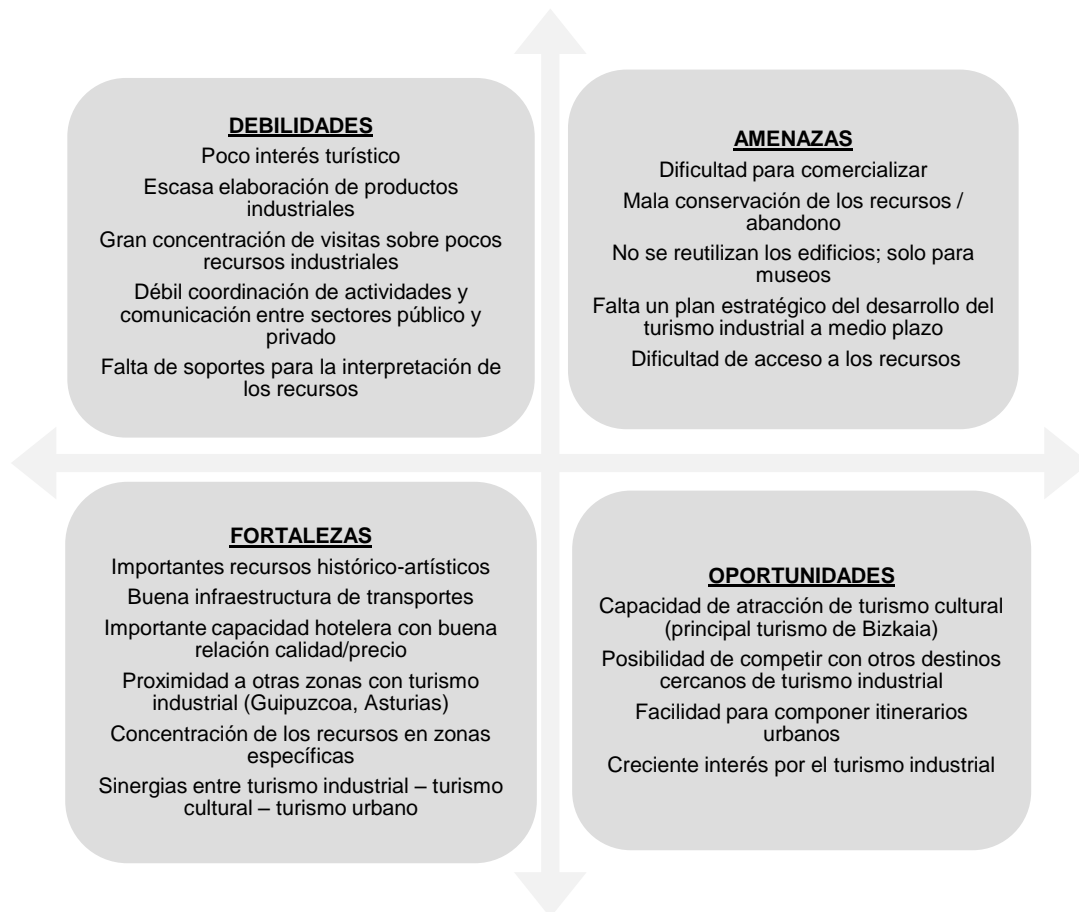 DEBILIDADES
Poco interés turístico
Escasa elaboración de productos
industriales
Gran concentración de visitas sobre pocos
recursos industriales
Débil coordinación de actividades y
comunicación entre sectores público y
privado
Falta de soportes para la interpretación de
los recursos
AMENAZAS
Dificultad para comercializar
Mala conservación de los recursos /
abandono
No se reutilizan los edificios; solo para
museos
Falta un plan estratégico del desarrollo del
turismo industrial a medio plazo
Dificultad de acceso a los recursos
FORTALEZAS
Importantes recursos histórico-artísticos
Buena infraestructura de transportes
Importante capacidad hotelera con buena
relación calidad/precio
Proximidad a otras zonas con turismo
industrial (Guipuzcoa, Asturias)
Concentración de los recursos en zonas
específicas
Sinergias entre turismo industrial – turismo
cultural – turismo urbano
OPORTUNIDADES
Capacidad de atracción de turismo cultural
(principal turismo de Bizkaia)
Posibilidad de competir con otros destinos
cercanos de turismo industrial
Facilidad para componer itinerarios
urbanos
Creciente interés por el turismo industrial